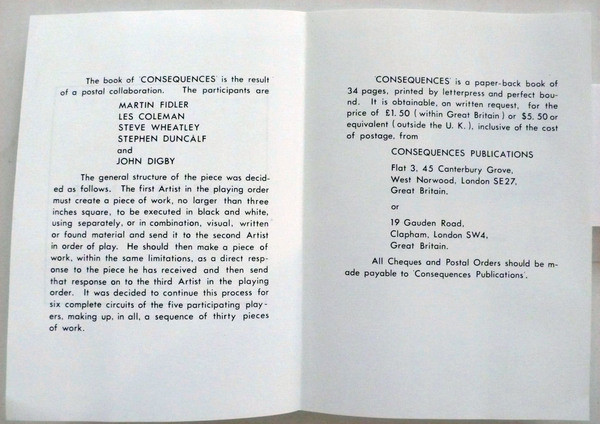 The book of 'CONSEQUENCES' is the result
of a postal collaboration. The participants are
MARTIN FIDLER
LES COLEMAN
STEVE WHEATLEY
STEPHEN DUNCALF
and
JOHN DIGBY
The general structure of the piece was decid-
ed as follows. The first Artist in the playing order
must create a piece of work, no larger than three
inches square, to be executed in black and white,
using separately, or in combination, visual, written
or found material and send it to the second Artist
in order of play. He should then make a piece of
work, within the same limitations, as a direct resp-
onse to the piece he has received and then send
that response on to the third Artist in the playing
order. It was decided to continue this process for
six complete circuits of the five participating play-
ers, making up, in all, a sequence of thirty pieces
of work.
'CONSEQUENCES' is a paper-back book of
34 pages, printed by letterpress and perfect bou-
nd. It is obtainable, on written request, for the
price of £1.50 (within Great Britain) or $5.50 or
equivalent (outside the U. K.), inclusive of the cost
of postage, from
CONSEQUENCES PUBLICATIONS
Flat 3, 45 Canterbury Grove,
West Norwood, London SE27,
Great Britain.
or
19 Gauden Road,
Clapham, London SW4,
Great Britain.
All Cheques and Postal Orders should be m-
ade payable to 'Consequences Publications'.